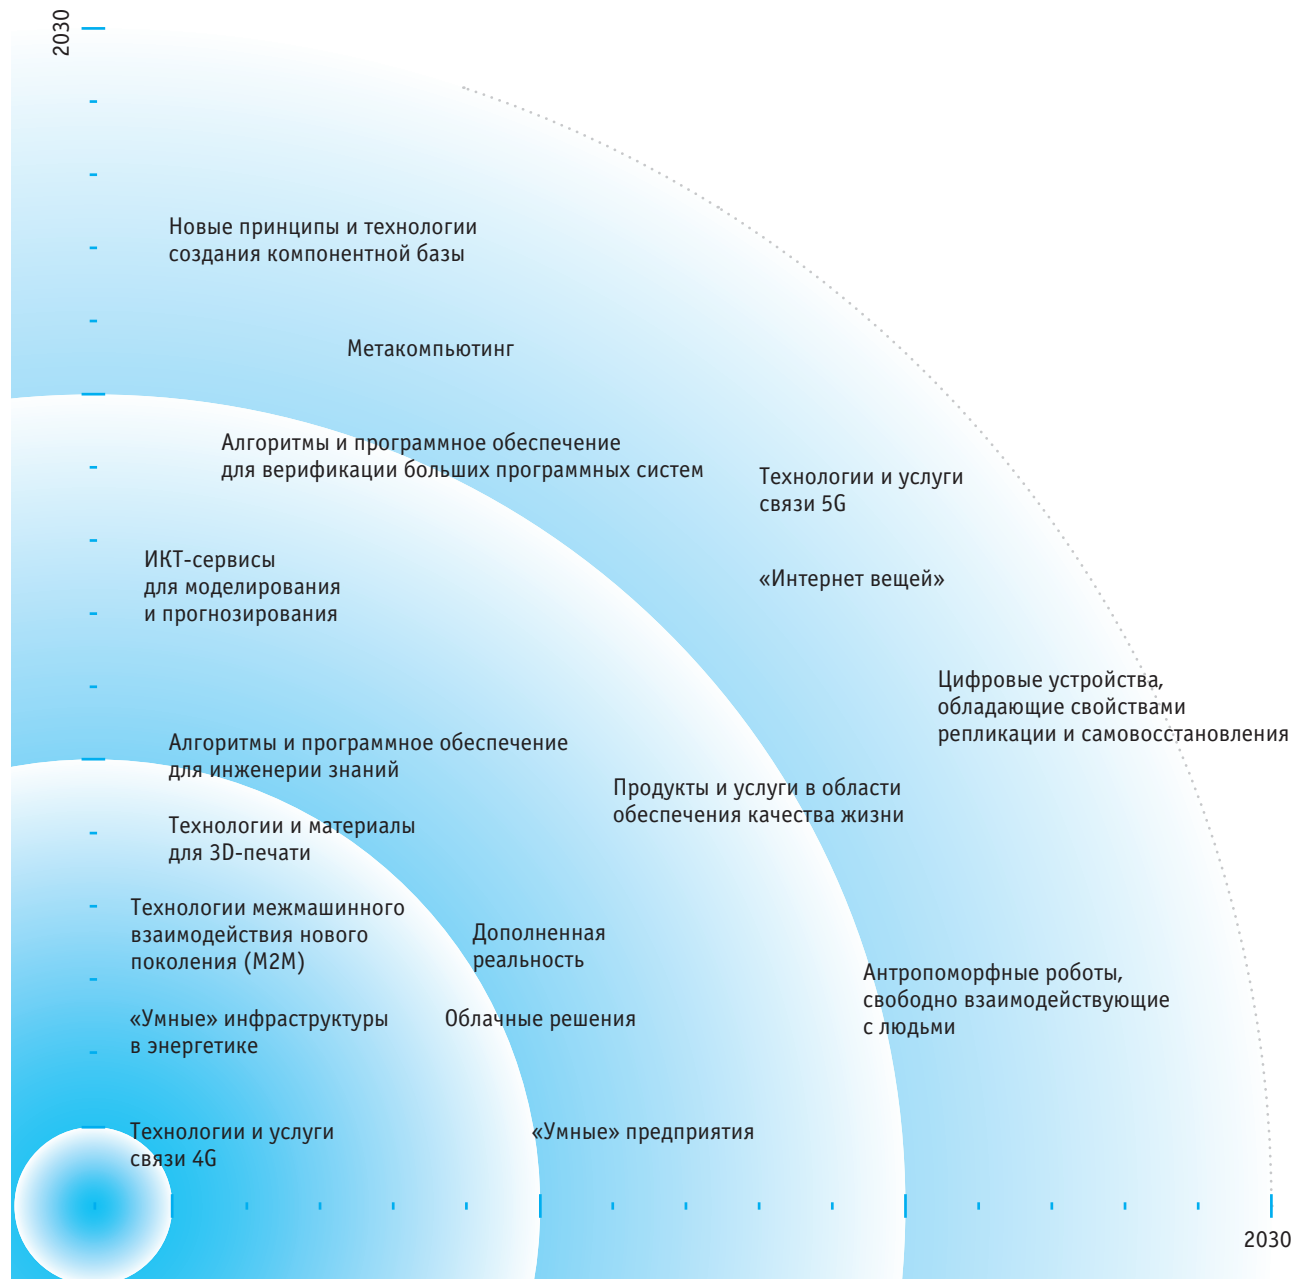 2030
Новые принципы и технологии
создания компонентной базы
Метакомпьютинг
Алгоритмы и программное обеспечение
для верификации больших программных систем
Технологии и услуги
связи 5G
ИКТ-сервисы
для моделирования
и прогнозирования
«Интернет вещей»
Цифровые устройства,
обладающие свойствами
репликации и самовосстановления
Алгоритмы и программное обеспечение
для инженерии знаний
Продукты и услуги в области
обеспечения качества жизни
Технологии и материалы
для 3D-печати
Технологии межмашинного
взаимодействия нового
поколения (M2M)
Дополненная
реальность
Антропоморфные роботы,
свободно взаимодействующие
с людьми
«Умные» инфраструктуры
в энергетике
Облачные решения
Технологии и услуги
связи 4G
«Умные» предприятия
2030